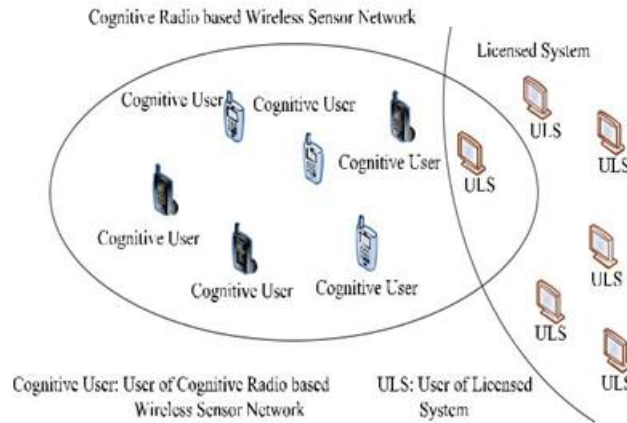 Cognitive Radio based Wireless Sensor Network
Licensed System
Cognitive User
Cognitive User
ULS
ULS
Cognitive User
ULS
Cognitive User
ULS
Cognitive User
Cognitive User
ULS
ULS
Cognitive User: User of Cognitive Radio based
Wireless Sensor Network
ULS: User of Licensed
System